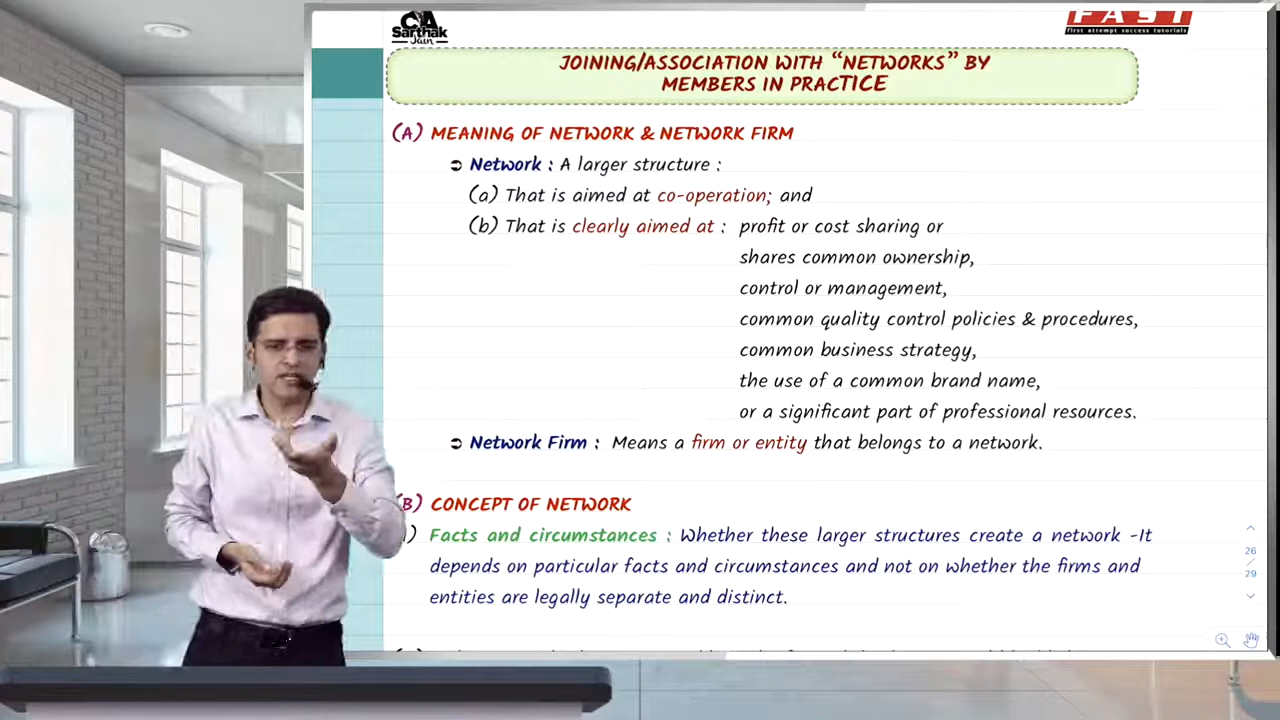 CA
Sarthak
Jain
FAST
first attempt success tutorials
JOINING/ASSOCIATION WITH “NETWORKS” BY
MEMBERS IN PRACTICE
(A) MEANING OF NETWORK & NETWORK FIRM
➲ Network : A larger structure :
(a) That is aimed at co-operation; and
(b) That is clearly aimed at : profit or cost sharing or
shares common ownership,
control or management,
common quality control policies & procedures,
common business strategy,
the use of a common brand name,
or a significant part of professional resources.
➲ Network Firm : Means a firm or entity that belongs to a network.
(B) CONCEPT OF NETWORK
) Facts and circumstances : Whether these larger structures create a network -It
depends on particular facts and circumstances and not on whether the firms and
entities are legally separate and distinct.
26
/
29